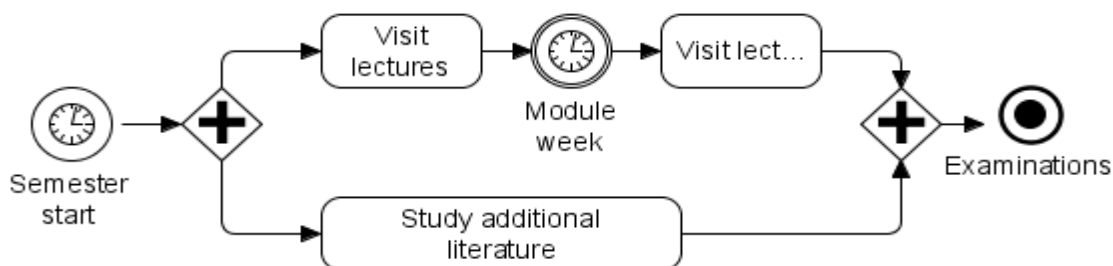 Visit
lectures
Visit lect...
Module
week
Semester
start
Examinations
Study additional
literature